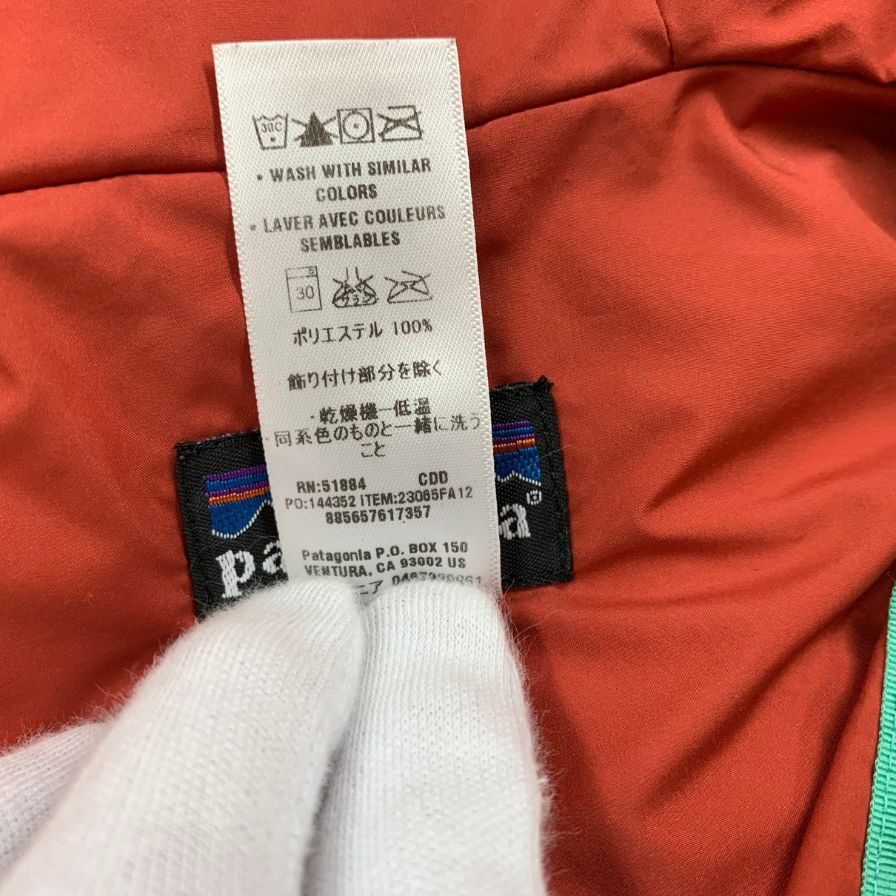 30C
• WASH WITH SIMILAR
COLORS
• LAVER AVEC COULEURS
SEMBLABLES
30
ポリエステル 100%
飾り付け部分を除く
・乾燥機ー低温
・同系色のものと一緒に洗う
こと
RN:51884 CDD
PO:144352 ITEM:23085FA12
885657617357
Patagonia P.O. BOX 150
VENTURA, CA 93002 US
pa a®